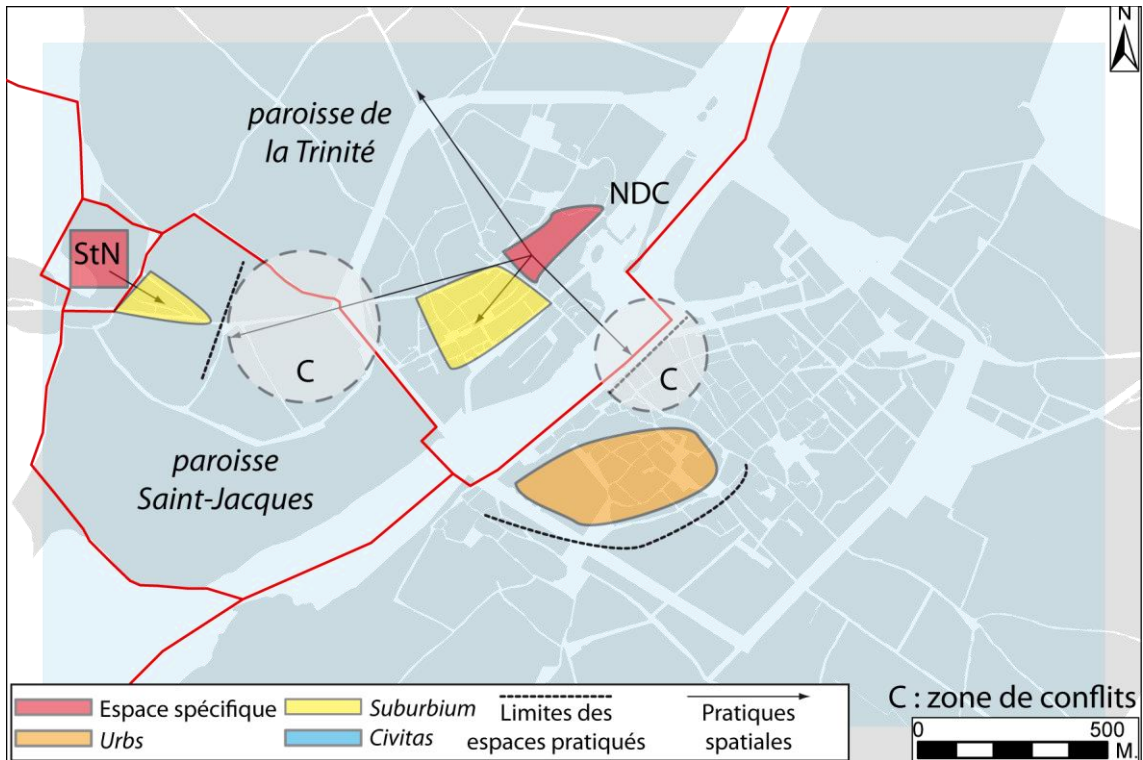 N
paroisse de
la Trinité
NDC
StN
C
C
paroisse
Saint-Jacques
Espace spécifique
Urbs
Suburbium
Civitas
Limites des
espaces pratiqués
Pratiques
spatiales
C : zone de conflits
0 500
M.